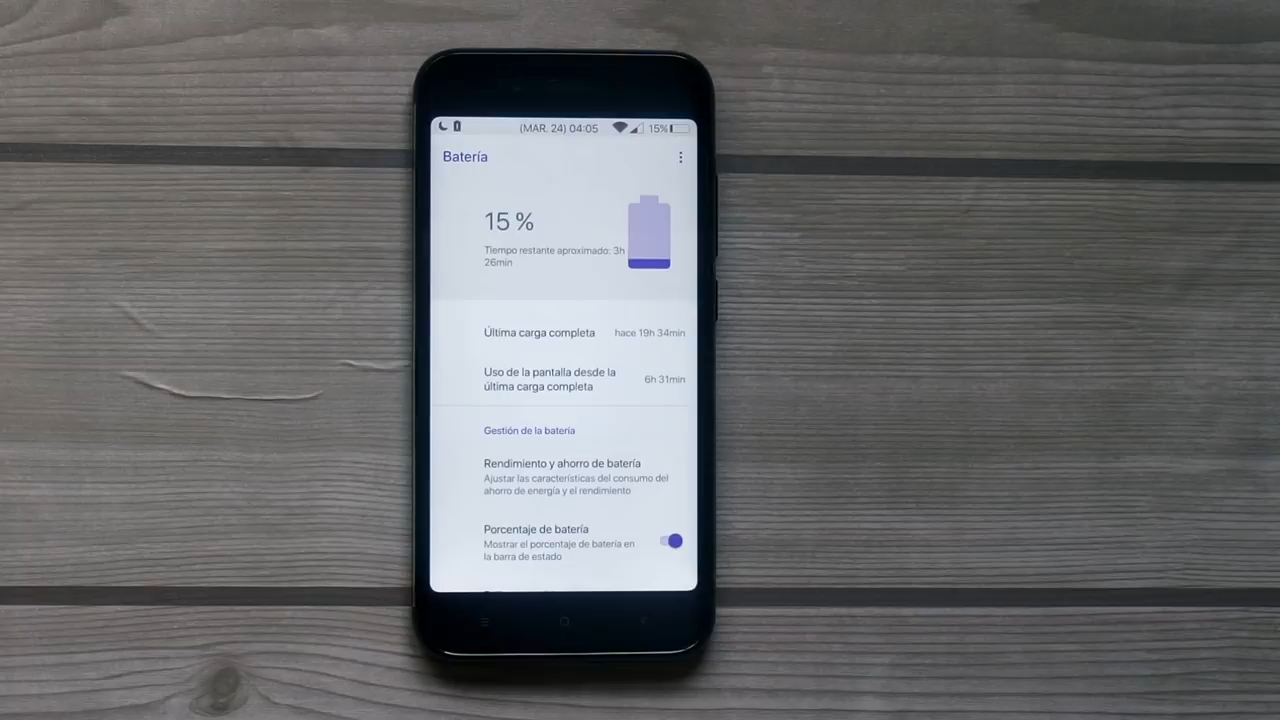 (MAR. 24) 04:05 15%
Batería
15 %
Tiempo restante aproximado: 3h
26min
Última carga completa hace 19h 34min
Uso de la pantalla desde la
última carga completa 6h 31min
Gestión de la batería
Rendimiento y ahorro de batería
Ajustar las características del consumo del
ahorro de energía y el rendimiento
Porcentaje de batería
Mostrar el porcentaje de batería en
la barra de estado